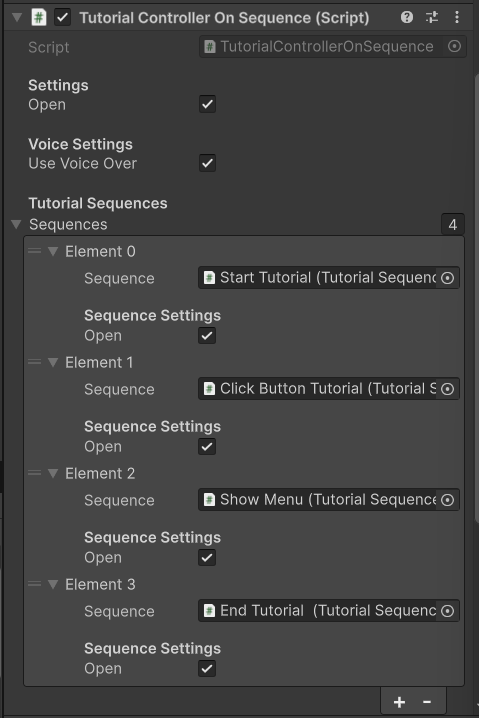 Tutorial Controller On Sequence (Script)
Script TutorialControllerOnSequence
Settings
Open
Voice Settings
Use Voice Over
Tutorial Sequences
Sequences 4
Element 0
Sequence Start Tutorial (Tutorial Sequenc
Sequence Settings
Open
Element 1
Sequence Click Button Tutorial (Tutorial S
Sequence Settings
Open
Element 2
Sequence Show Menu (Tutorial Sequence
Sequence Settings
Open
Element 3
Sequence End Tutorial (Tutorial Sequenc
Sequence Settings
Open
+ -